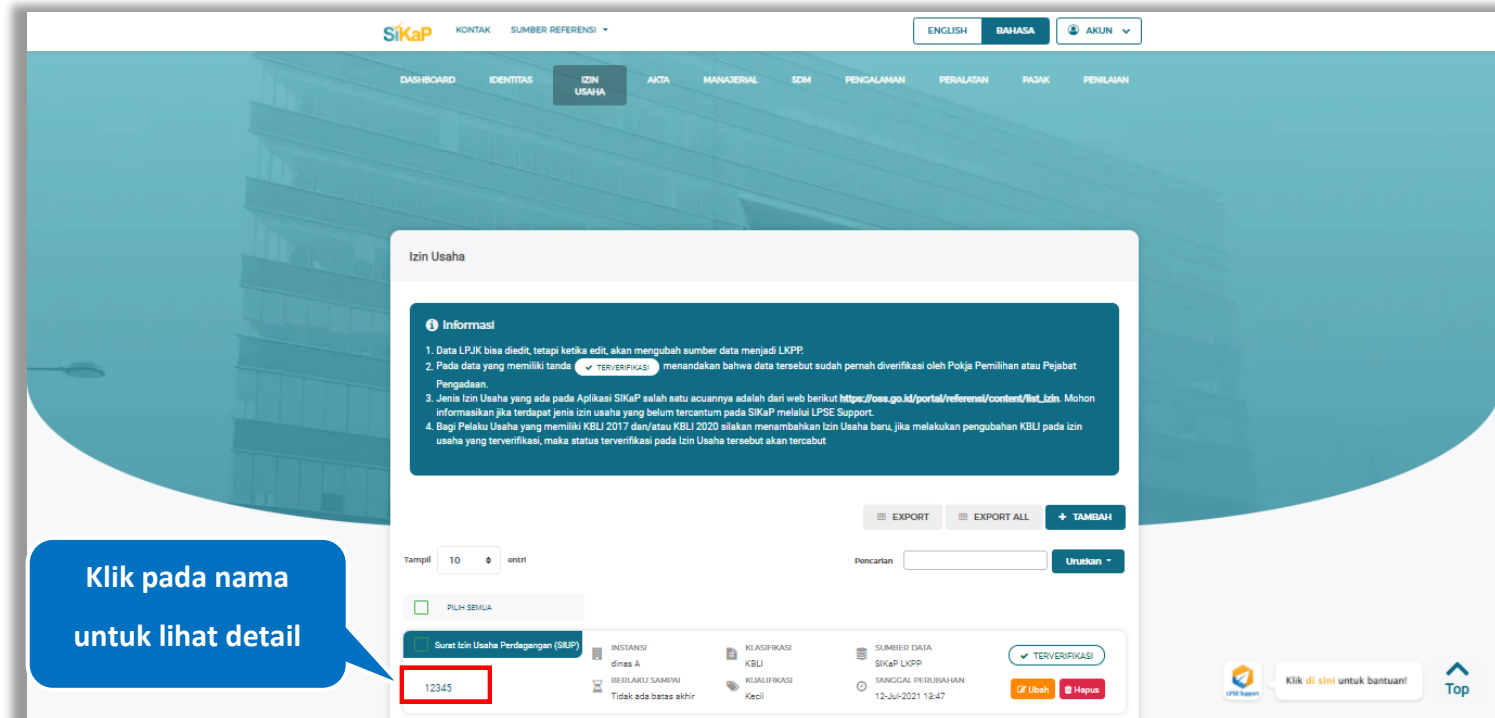 SiKaP
KONTAK
SUMBER REFERENSI
ENGLISH
BAHASA
AKUN
DASHBOARD
IDENTITAS
IZIN
USAHA
AKTA
MANAJERIAL
SDM
PENGALAMAN
PERALATAN
PAJAK
PENILAIAN
Izin Usaha
Informasi
1. Data LPJK bisa diedit, tetapi ketika edit, akan mengubah sumber data menjadi LKPP.
2. Pada data yang memiliki tanda TERVERIFIKASI menandakan bahwa data tersebut sudah pernah diverifikasi oleh Pokja Pemilihan atau Pejabat
Pengadaan.
3. Jenis Izin Usaha yang ada pada Aplikasi SIKaP salah satu acuannya adalah dari web berikut https://oss.go.id/portal/referensi/content/list_izin. Mohon
informasikan jika terdapat jenis izin usaha yang belum tercantum pada SIKaP melalui LPSE Support.
4. Bagi Pelaku Usaha yang memiliki KBLI 2017 dan/atau KBLI 2020 silakan menambahkan Izin Usaha baru, jika melakukan pengubahan KBLI pada izin
usaha yang terverifikasi, maka status terverifikasi pada Izin Usaha tersebut akan tercabut
EXPORT
EXPORT ALL
+ TAMBAH
Tampil 10 entri
Pencarian
Urutkan
PILIH SEMUA
Klik pada nama
untuk lihat detail
Surat Izin Usaha Perdagangan (SIUP)
12345
INSTANSI
dinas A
BERLAKU SAMPAI
Tidak ada batas akhir
KLASIFIKASI
KBLI
KUALIFIKASI
Kecil
SUMBER DATA
SIKaP LKPP
TANGGAL PERUBAHAN
12-Jul-2021 13:47
TERVERIFIKASI
Ubah
Hapus
LPSE Support
Klik di sini untuk bantuan!
Top